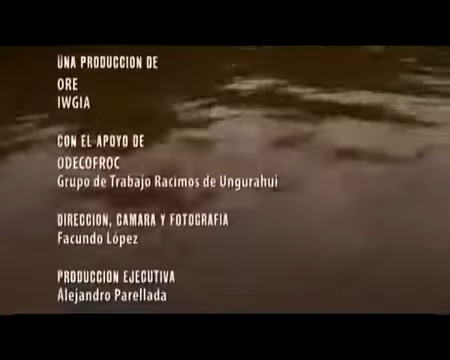 UNA PRODUCCION DE
ORE
IWGIA
CON EL APOYO DE
ODECOFROC
Grupo de Trabajo Racimos de Ungurahui
DIRECCION, CAMARA Y FOTOGRAFIA
Facundo López
PRODUCCION EJECUTIVA
Alejandro Parellada